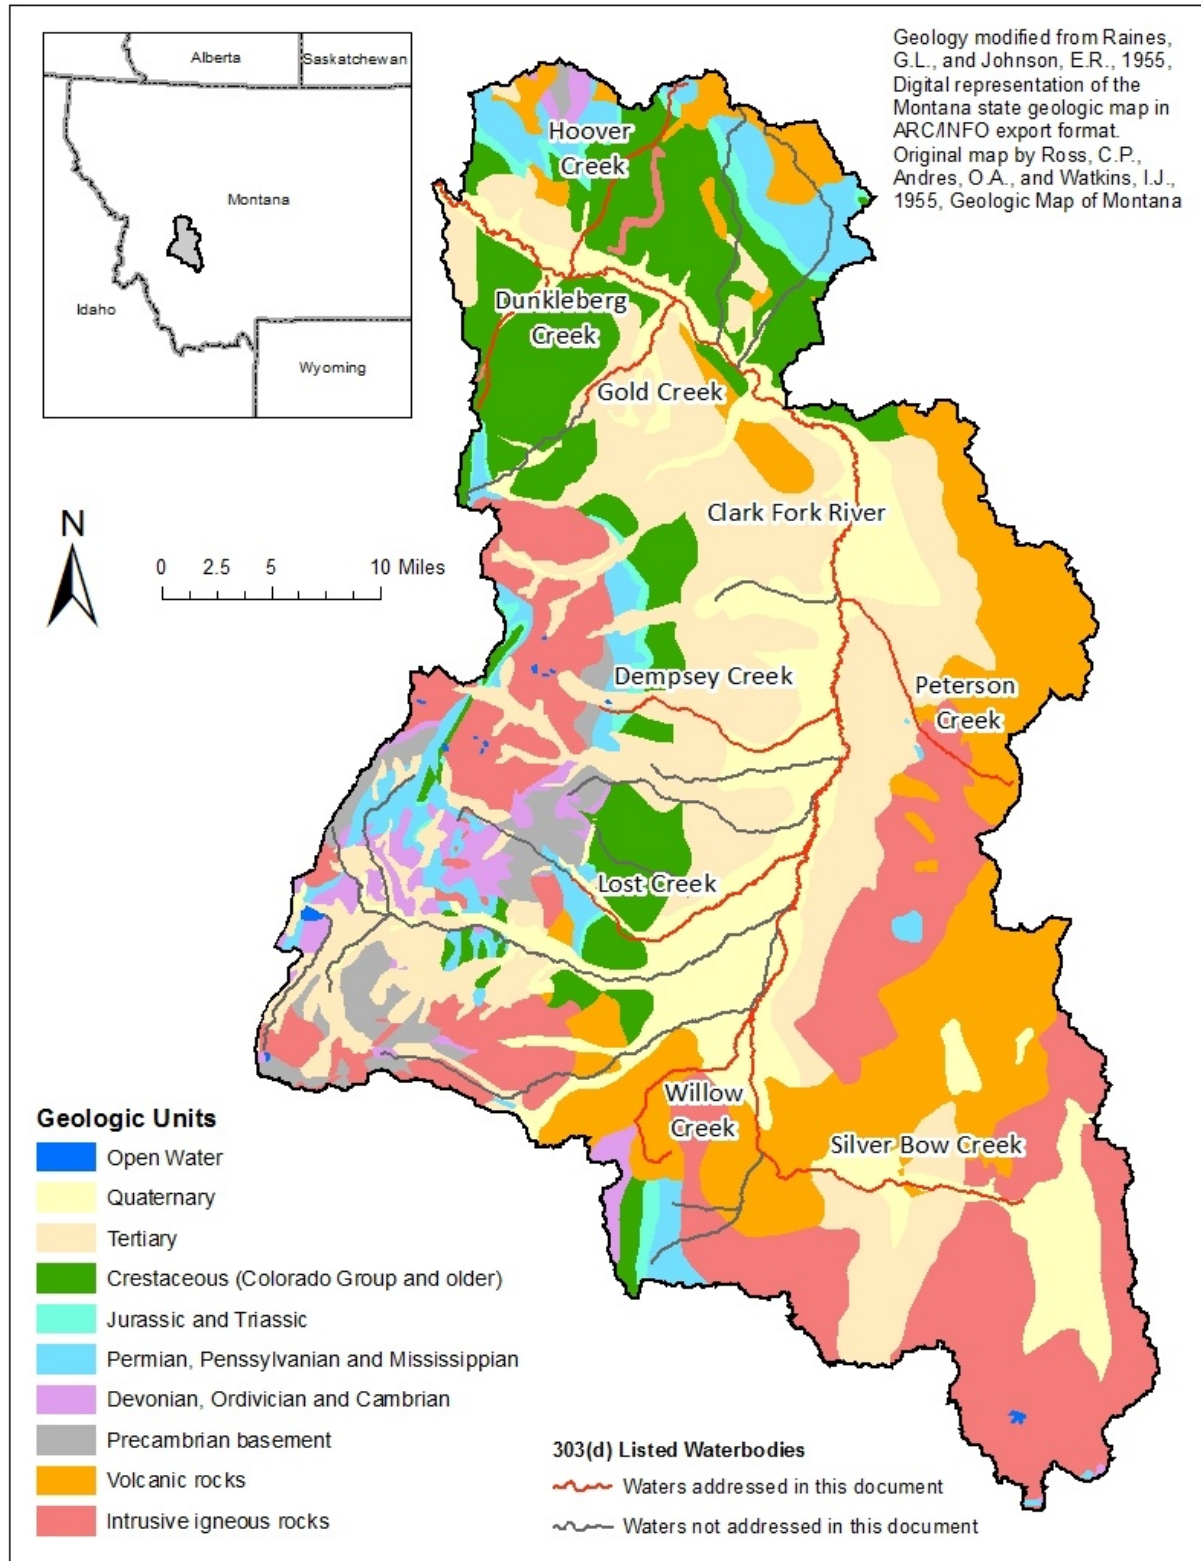 Alberta
Saskatchewan
Montana
Idaho
Wyoming
Geology modified from Raines,
G.L., and Johnson, E.R., 1955,
Digital representation of the
Montana state geologic map in
ARC/INFO export format.
Original map by Ross, C.P.,
Andres, O.A., and Watkins, I.J.,
1955, Geologic Map of Montana
Hoover
Creek
Dunkleberg
Creek
Gold Creek
Clark Fork River
N
0 2.5 5 10 Miles
Dempsey Creek
Peterson
Creek
Lost Creek
Willow
Creek
Silver Bow Creek
Geologic Units
Open Water
Quaternary
Tertiary
Crestaceous (Colorado Group and older)
Jurassic and Triassic
Permian, Penssylvanian and Mississippian
Devonian, Ordivician and Cambrian
Precambrian basement
Volcanic rocks
Intrusive igneous rocks
303(d) Listed Waterbodies
Waters addressed in this document
Waters not addressed in this document